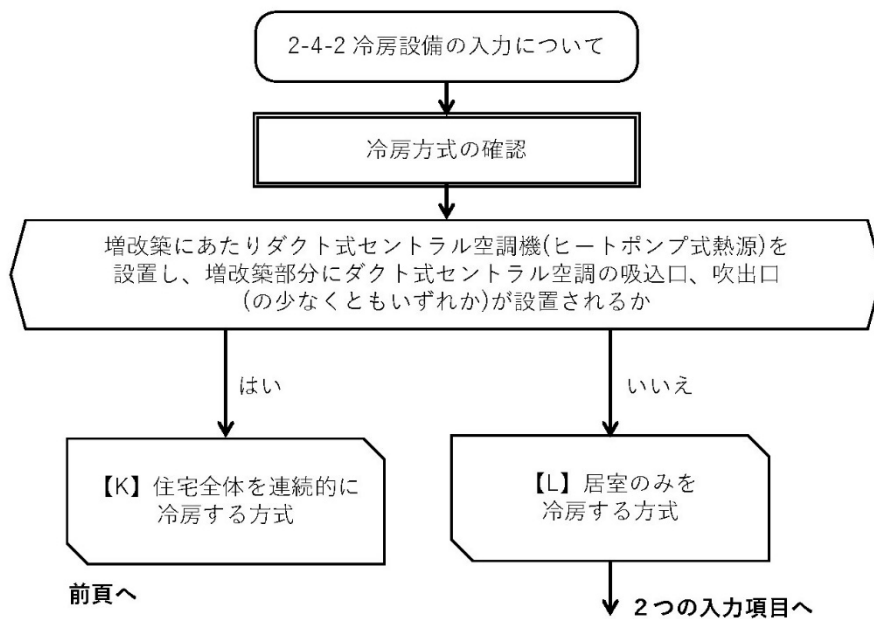 2-4-2 冷房設備の入力について
冷房方式の確認
増改築にあたりダクト式セントラル空調機(ヒートポンプ式熱源)を
設置し、増改築部分にダクト式セントラル空調の吸込口、吹出口
(の少なくともいずれか)が設置されるか
はい
いいえ
【K】住宅全体を連続的に
冷房する方式
【L】居室のみを
冷房する方式
前頁へ
2つの入力項目へ